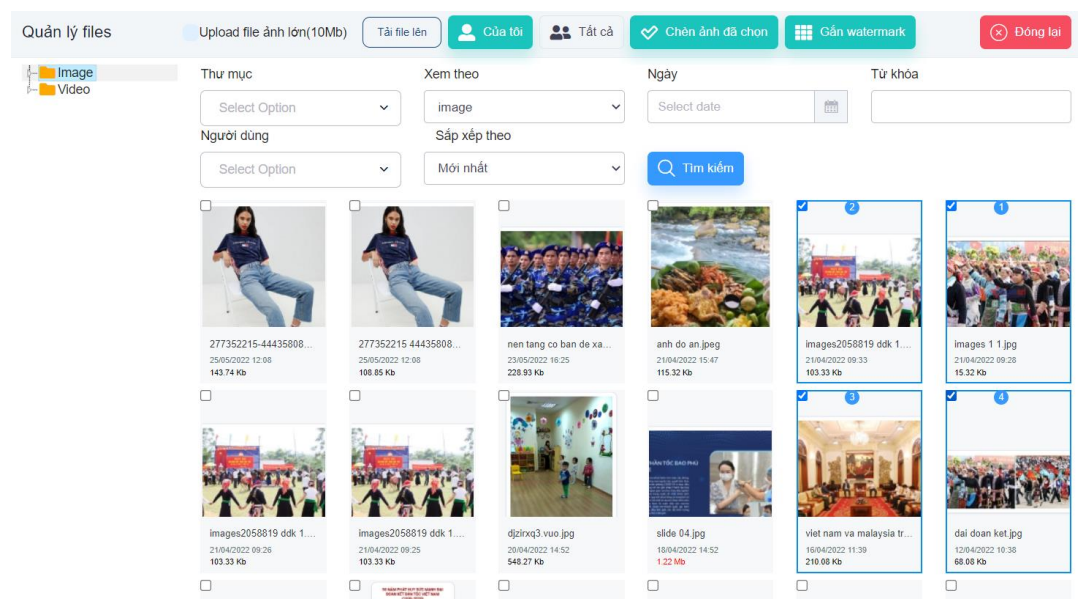 Quản lý files
Upload file ảnh lớn(10Mb)
Tải file lên
Của tôi
Tất cả
Chèn ảnh đã chọn
Gắn watermark
Đóng lại
Image
Video
Thư mục
Xem theo
Ngày
Từ khóa
Select Option
image
Select date
Người dùng
Sắp xếp theo
Select Option
Mới nhất
Tìm kiếm
2
1
277352215-44435808...
25/05/2022 12:08
143.74 Kb
277352215 44435808...
25/05/2022 12:08
108.85 Kb
nen tang co ban de xa...
23/05/2022 16:25
228.93 Kb
anh do an.jpeg
21/04/2022 15:47
115.32 Kb
images2058819 ddk 1....
21/04/2022 09:33
103.33 Kb
images 1 1.jpg
21/04/2022 09:28
15.32 Kb
3
4
images2058819 ddk 1....
21/04/2022 09:26
103.33 Kb
images2058819 ddk 1....
21/04/2022 09:25
103.33 Kb
djzirxq3.vuo.jpg
20/04/2022 14:52
548.27 Kb
slide 04.jpg
18/04/2022 14:52
1.22 Mb
viet nam va malaysia tr...
16/04/2022 11:39
210.08 Kb
dai doan ket.jpg
12/04/2022 10:38
68.08 Kb